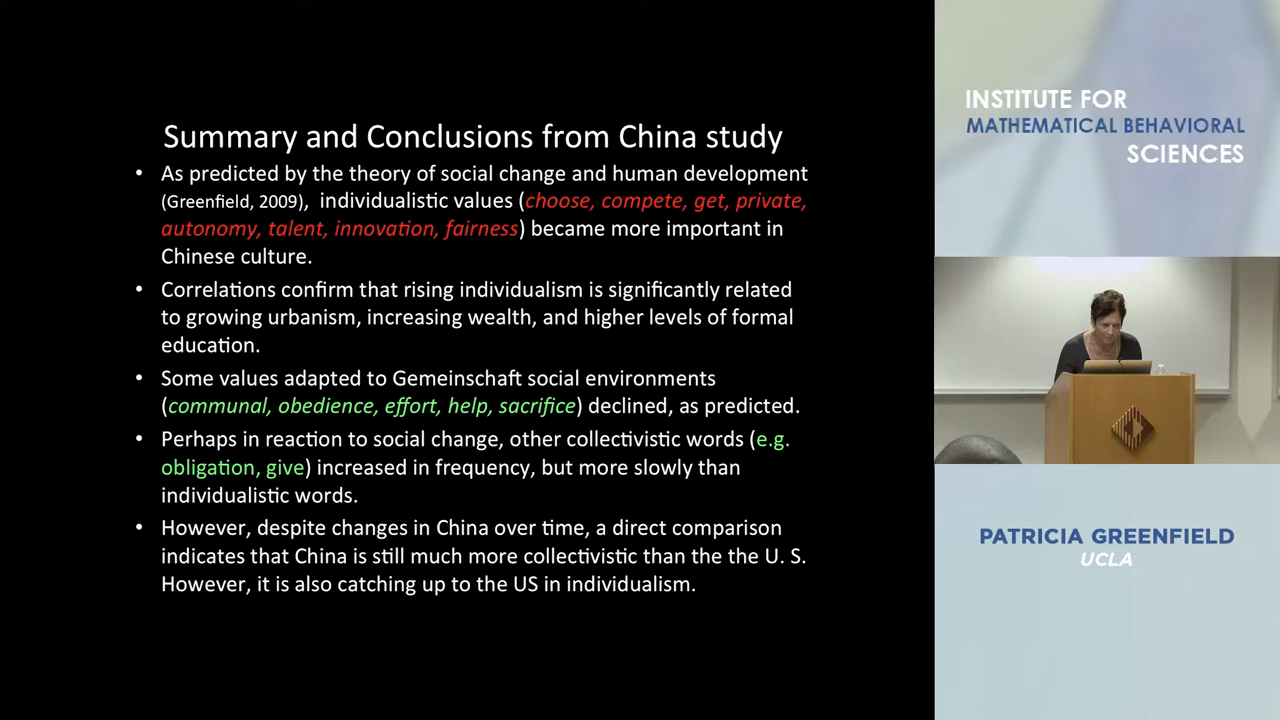 Summary and Conclusions from China study
• As predicted by the theory of social change and human development
(Greenfield, 2009), individualistic values (choose, compete, get, private,
autonomy, talent, innovation, fairness) became more important in
Chinese culture.
• Correlations confirm that rising individualism is significantly related
to growing urbanism, increasing wealth, and higher levels of formal
education.
• Some values adapted to Gemeinschaft social environments
(communal, obedience, effort, help, sacrifice) declined, as predicted.
• Perhaps in reaction to social change, other collectivistic words (e.g.
obligation, give) increased in frequency, but more slowly than
individualistic words.
• However, despite changes in China over time, a direct comparison
indicates that China is still much more collectivistic than the the U. S.
However, it is also catching up to the US in individualism.
INSTITUTE FOR
MATHEMATICAL BEHAVIORAL
SCIENCES
PATRICIA GREENFIELD
UCLA